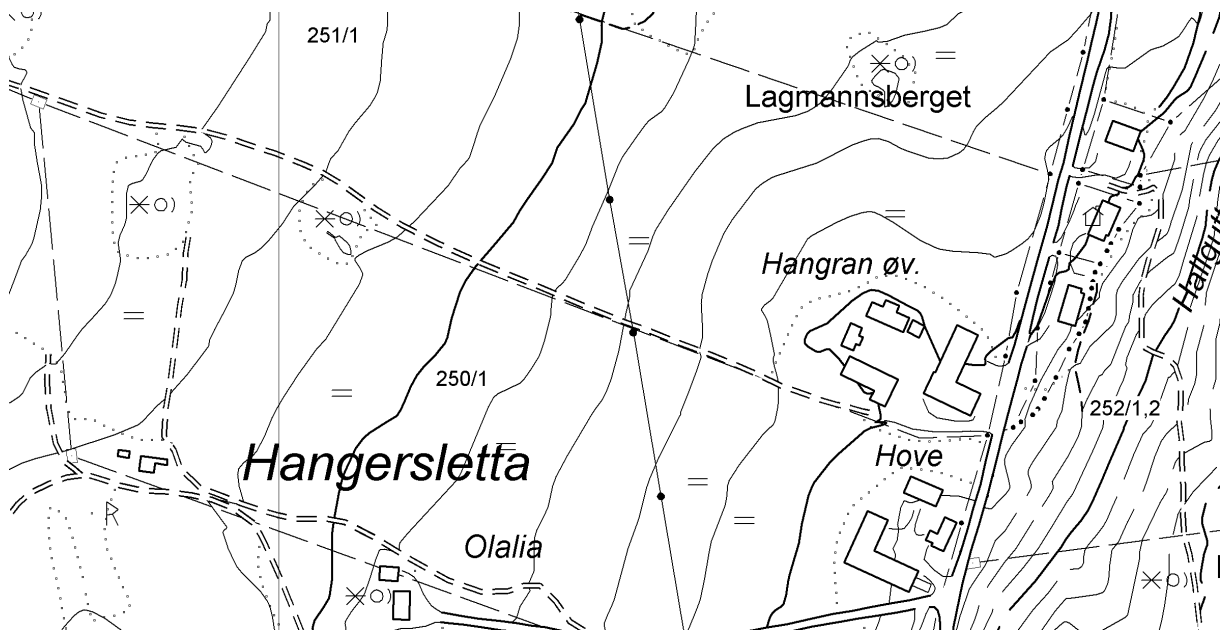 251/1
Lagmannsberget
Hangran øv.
250/1
252/1,2
Hangersletta
Hove
Olalia